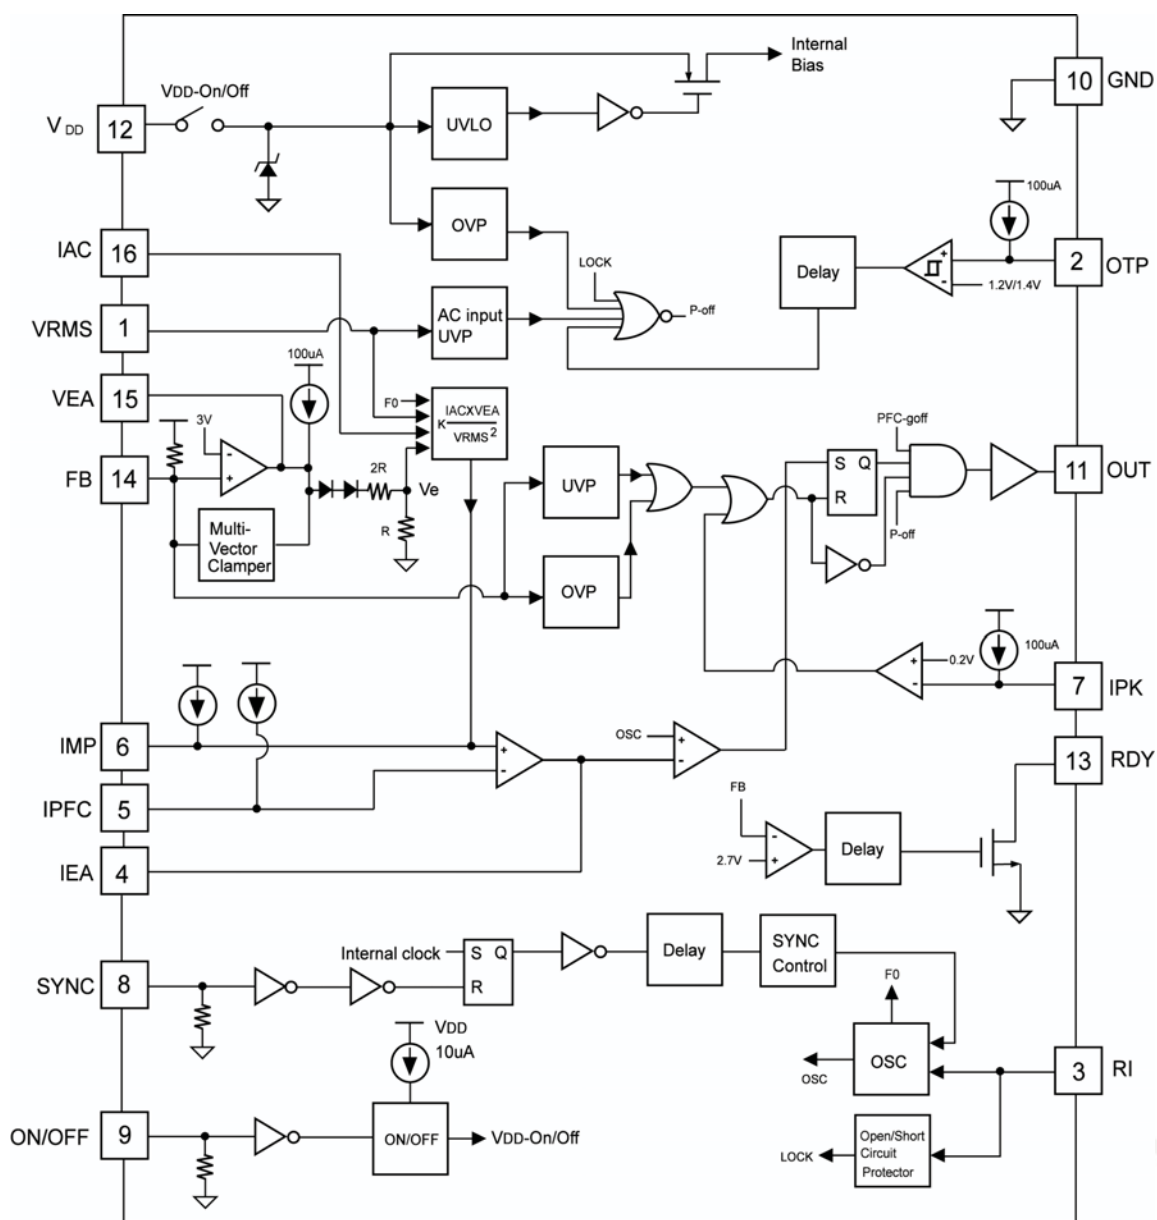 Internal
Bias
10
GND
VDD-On/Off
V DD
12
UVLO
100uA
OVP
IAC
16
LOCK
Delay
+
-
2
OTP
1.2V/1.4V
VRMS
1
AC input
UVP
P-off
100uA
VEA
15
F0
IACXVEA
K
VRMS 2
3V
PFC-goff
-
+
FB
14
2R
Ve
UVP
S Q
R
11
OUT
R
Multi-
Vector
Clamper
P-off
OVP
+
-
0.2V
100uA
7
IPK
IMP
6
+
-
OSC
+
-
13
RDY
IPFC
5
FB
-
+
2.7V
Delay
IEA
4
Internal clock
S Q
R
Delay
SYNC
Control
SYNC
8
F0
VDD
10uA
OSC
OSC
3
RI
ON/OFF
9
ON/OFF
VDD-On/Off
LOCK
Open/Short
Circuit
Protector